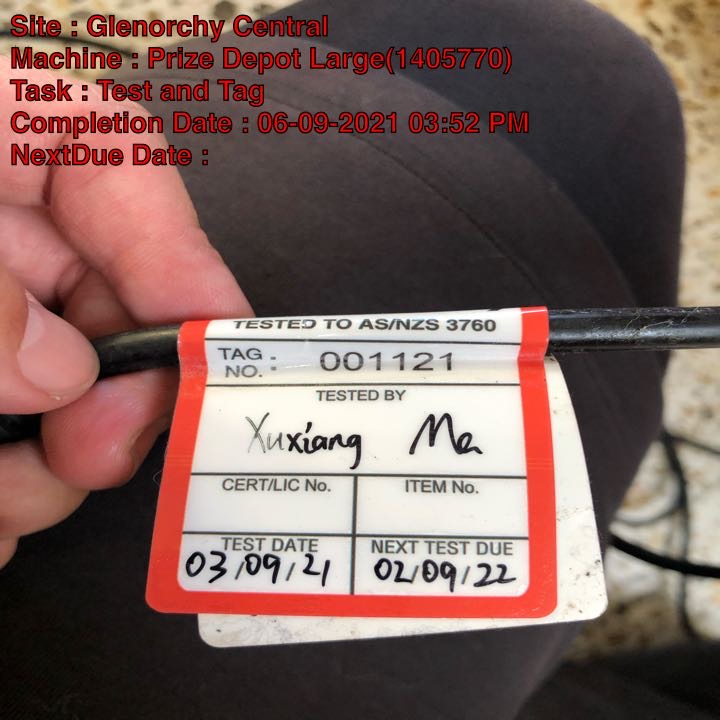 Site : Glenorchy Central
Machine : Prize Depot Large(1405770)
Task : Test and Tag
Completion Date : 06-09-2021 03:52 PM
NextDue Date :
TESTED TO AS/NZS 3760
TAG NO. : 001121
TESTED BY
Xuxiang Ma
CERT/LIC No. ITEM No.
TEST DATE NEXT TEST DUE
03/09/21 02/09/22